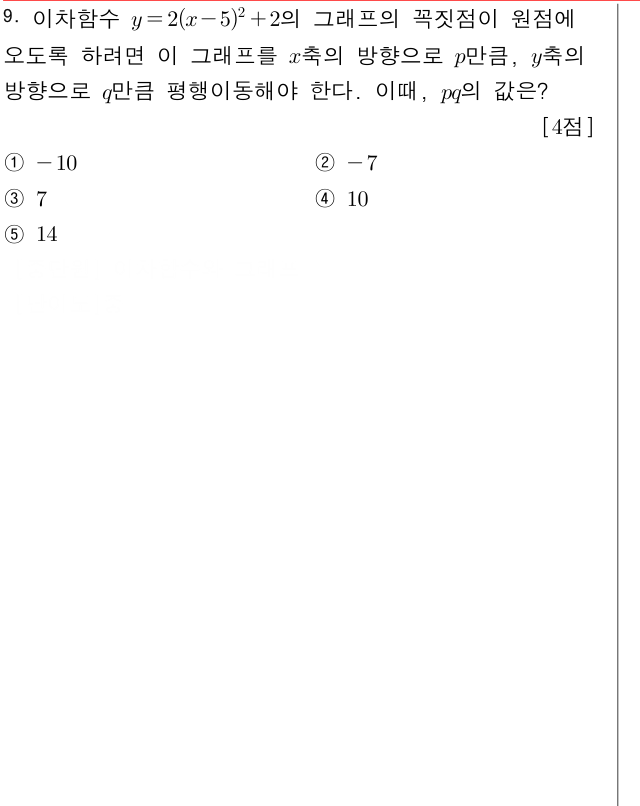 9. 이차함수 y=2(x-5)²+2의 그래프의 꼭짓점이 원점에
오도록 하려면 이 그래프를 x축의 방향으로 p만큼, y축의
방향으로 q만큼 평행이동해야 한다. 이때, pq의 값은?
[4점]
① -10 ② -7
③ 7 ④ 10
⑤ 14